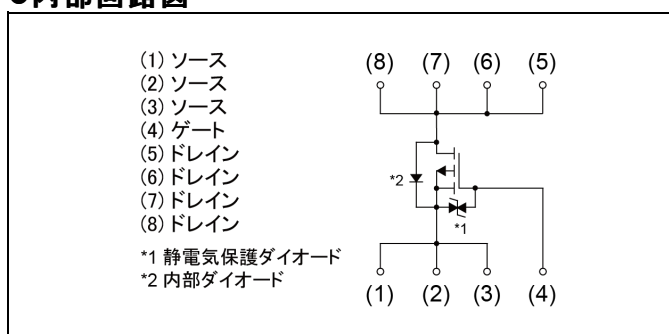 ●内部回路図
(1) ソース
(2) ソース
(3) ソース
(4) ゲート
(5) ドレイン
(6) ドレイン
(7) ドレイン
(8) ドレイン
*1 静電気保護ダイオード
*2 内部ダイオード
(8) (7) (6) (5)
*2
*1
(1) (2) (3) (4)